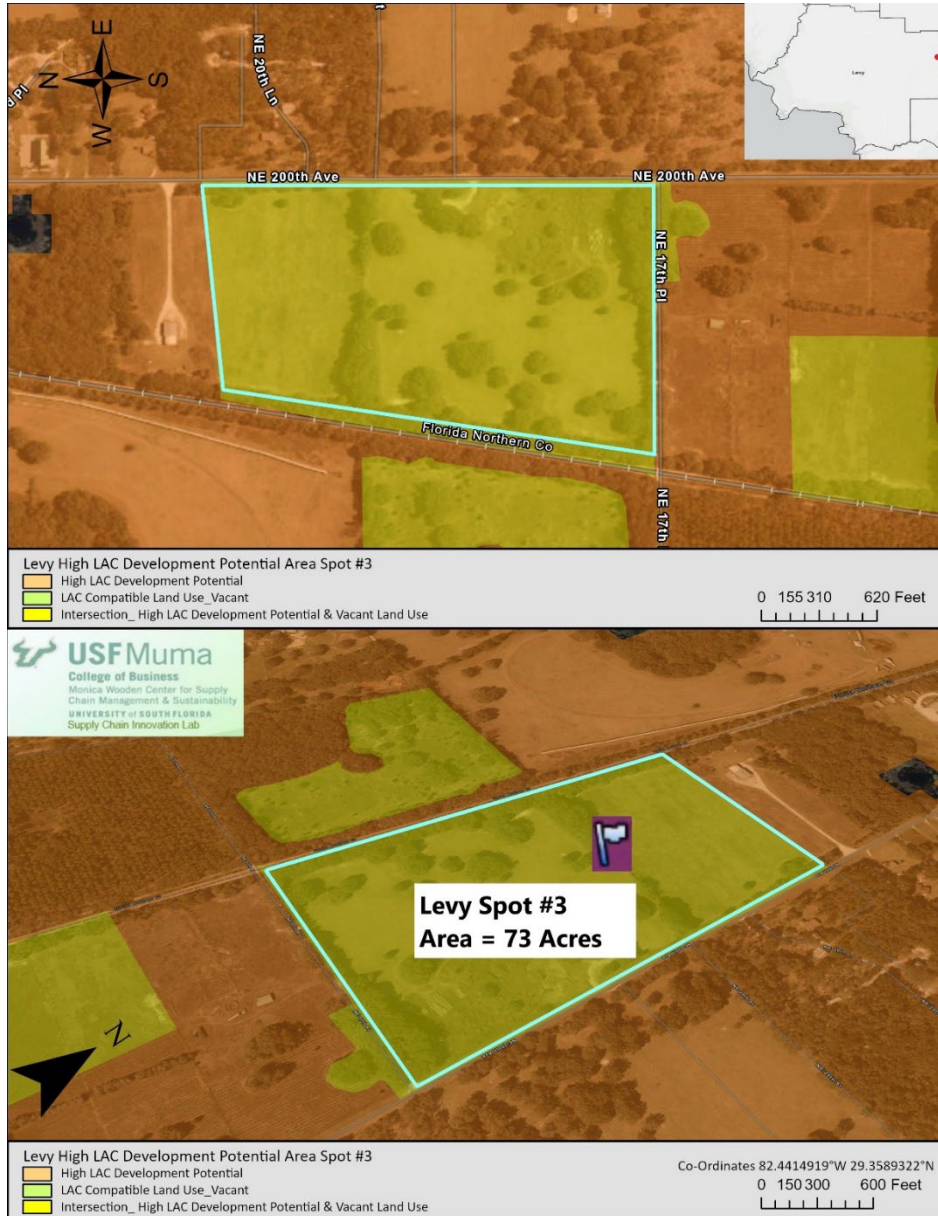 NE 20th Ln
t
d Pl
E
N
S
W
Levy
NE 200th Ave
NE 200th Ave
NE 17th Pl
Florida Northern Co
NE 17th
Levy High LAC Development Potential Area Spot #3
High LAC Development Potential
LAC Compatible Land Use_Vacant
Intersection_ High LAC Development Potential & Vacant Land Use
0 155 310 620 Feet
USF Muma
College of Business
Monica Wooden Center for Supply
Chain Management & Sustainability
UNIVERSITY of SOUTH FLORIDA
Supply Chain Innovation Lab
Levy Spot #3
Area = 73 Acres
N
Levy High LAC Development Potential Area Spot #3
High LAC Development Potential
LAC Compatible Land Use_Vacant
Intersection_ High LAC Development Potential & Vacant Land Use
Co-Ordinates 82.4414919°W 29.3589322°N
0 150 300 600 Feet